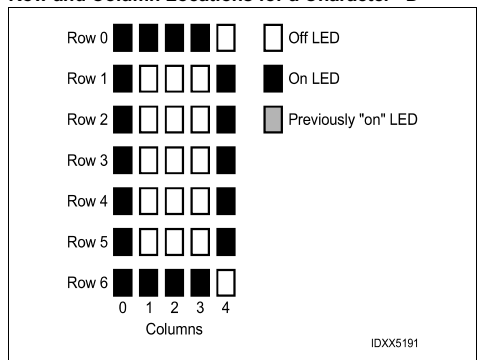 Row and Column Locations for a Character "D"
Row 0
Off LED
Row 1
On LED
Row 2
Previously "on" LED
Row 3
Row 4
Row 5
Row 6
0 1 2 3 4
Columns
IDXX5191